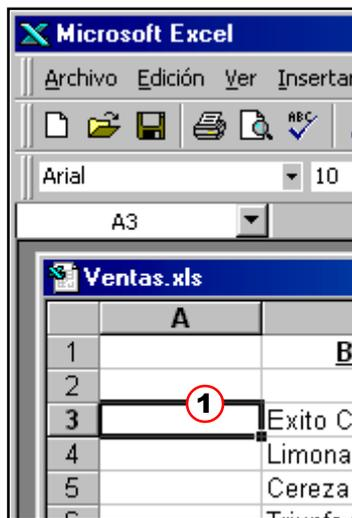 Microsoft Excel
Archivo Edición Ver Insertar
ABC
Arial 10
A3
Ventas.xls
A
1 B
2
1
3 Exito C
4 Limona
5 Cereza